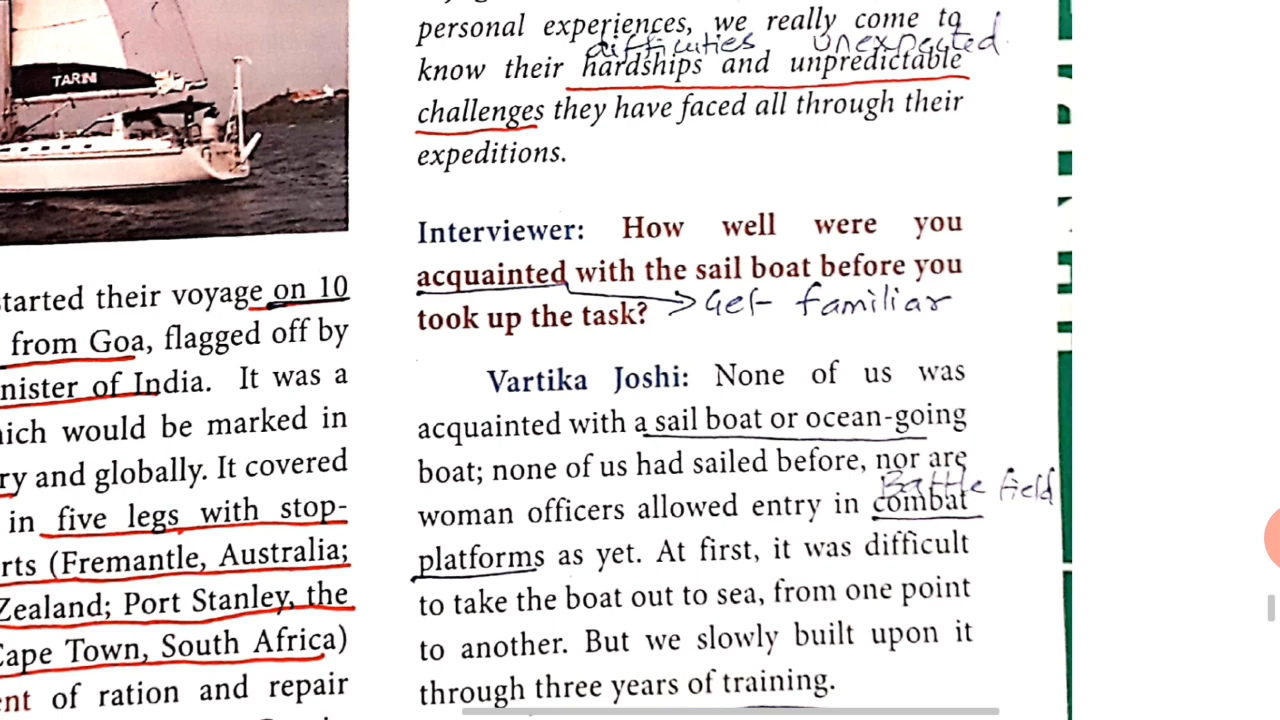 TARINI
started their voyage on 10
from Goa, flagged off by
nister of India. It was a
hich would be marked in
ry and globally. It covered
in five legs with stop-
rts (Fremantle, Australia;
Zealand; Port Stanley, the
Cape Town, South Africa)
ent of ration and repair
personal experiences, we really come to
difficulties unexpected
know their hardships and unpredictable
challenges they have faced all through their
expeditions.
Interviewer: How well were you
acquainted with the sail boat before you
took up the task? Get familiar
Vartika Joshi: None of us was
acquainted with a sail boat or ocean-going
boat; none of us had sailed before, nor are
Battle field
woman officers allowed entry in combat
platforms as yet. At first, it was difficult
to take the boat out to sea, from one point
to another. But we slowly built upon it
through three years of training.